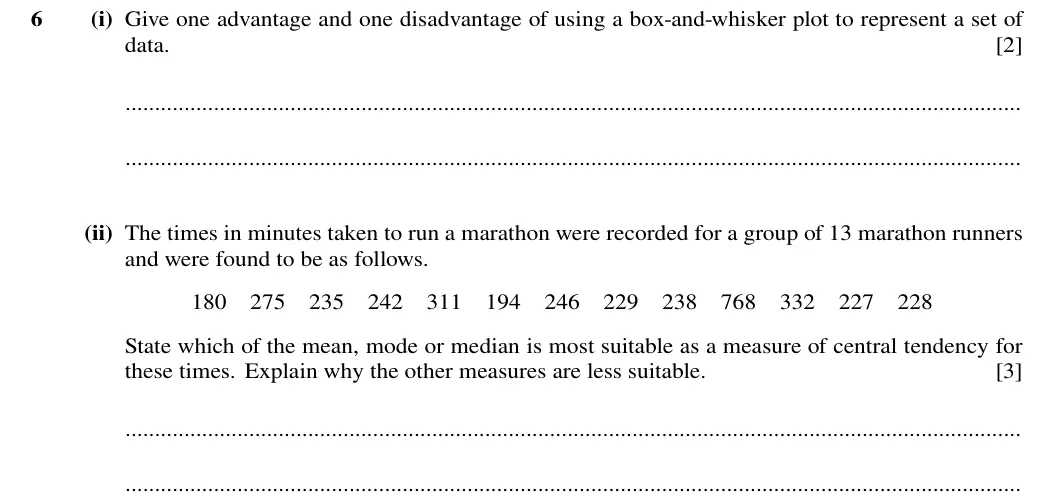 6 (i) Give one advantage and one disadvantage of using a box-and-whisker plot to represent a set of
data. [2]
..........................................................................................................................................................
..........................................................................................................................................................
(ii) The times in minutes taken to run a marathon were recorded for a group of 13 marathon runners
and were found to be as follows.
180 275 235 242 311 194 246 229 238 768 332 227 228
State which of the mean, mode or median is most suitable as a measure of central tendency for
these times. Explain why the other measures are less suitable. [3]
..........................................................................................................................................................
..........................................................................................................................................................